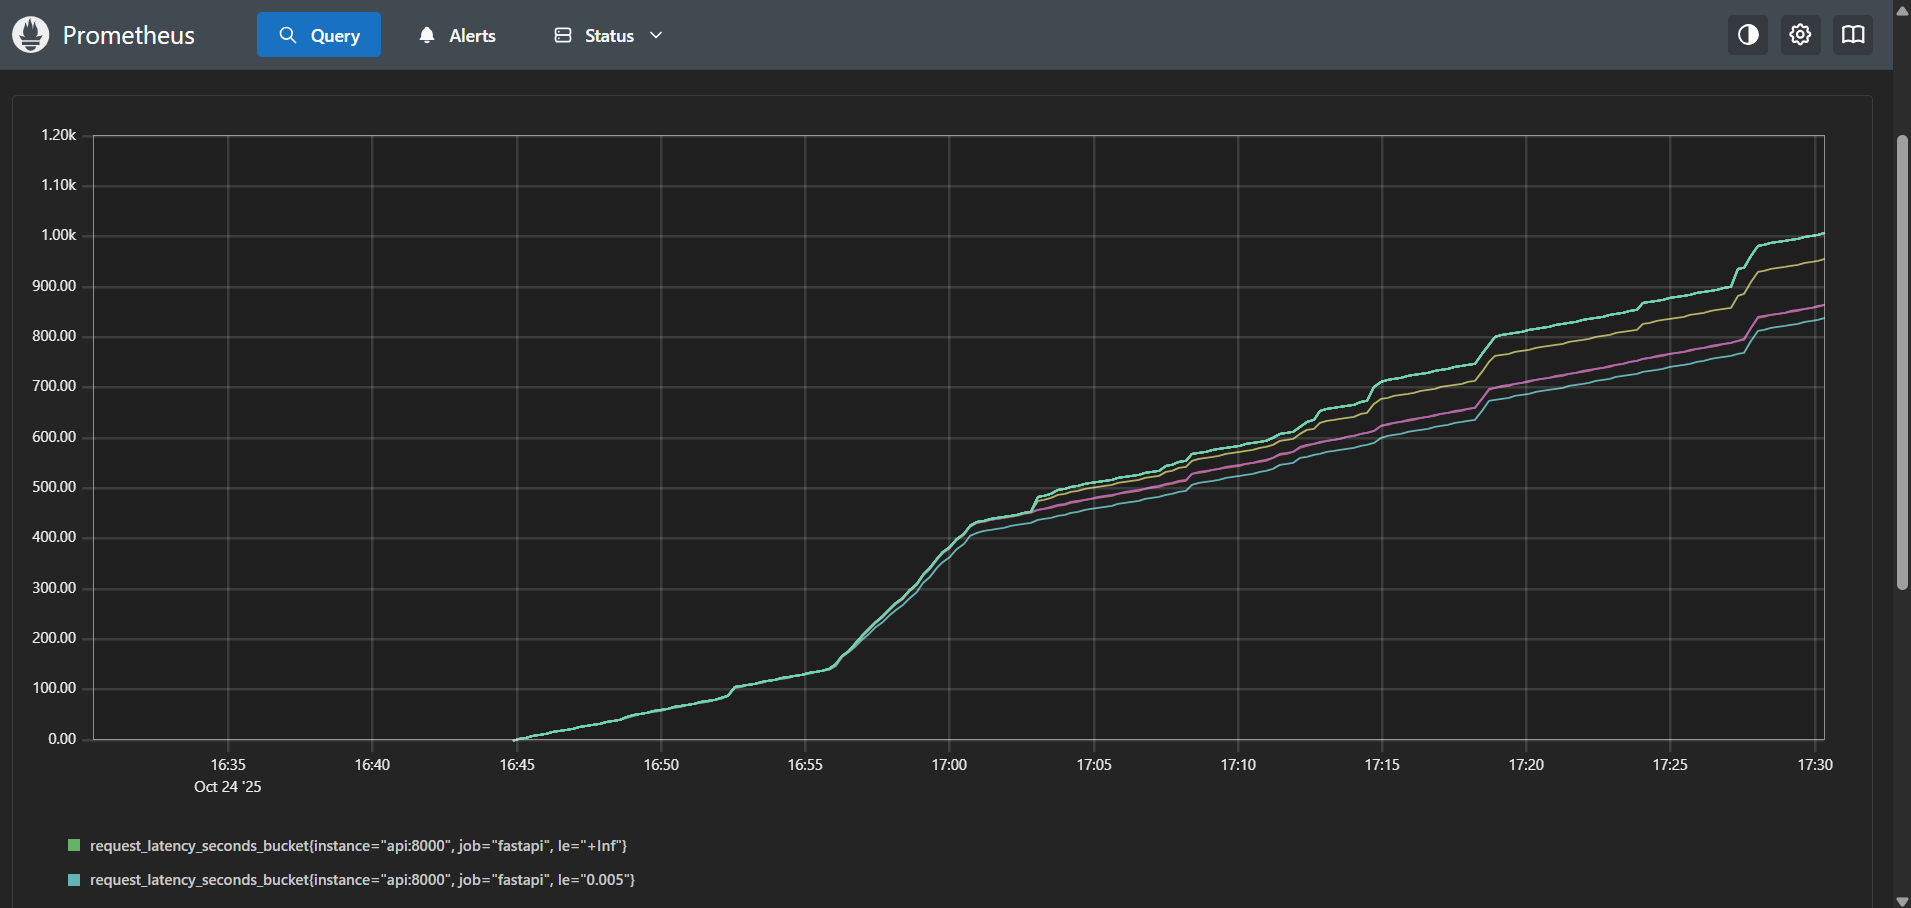 Prometheus Query Alerts Status
1.20k
1.10k
1.00k
900.00
800.00
700.00
600.00
500.00
400.00
300.00
200.00
100.00
0.00
16:35 16:40 16:45 16:50 16:55 17:00 17:05 17:10 17:15 17:20 17:25 17:30
Oct 24 '25
request_latency_seconds_bucket{instance="api:8000", job="fastapi", le="+Inf"}
request_latency_seconds_bucket{instance="api:8000", job="fastapi", le="0.005"}